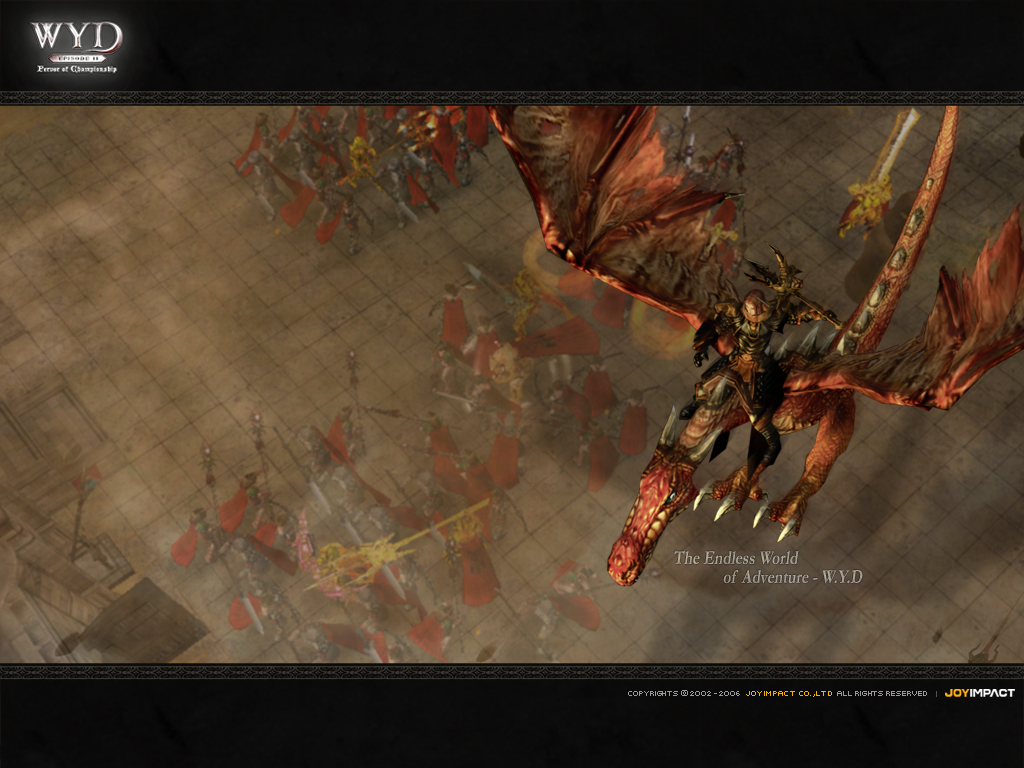 WYD
EPISODE II
Fervor of Championship
The Endless World
of Adventure - W.Y.D
COPYRIGHTS ©2002-2006 JOYIMPACT CO.,LTD ALL RIGHTS RESERVED | JOYIMPACT